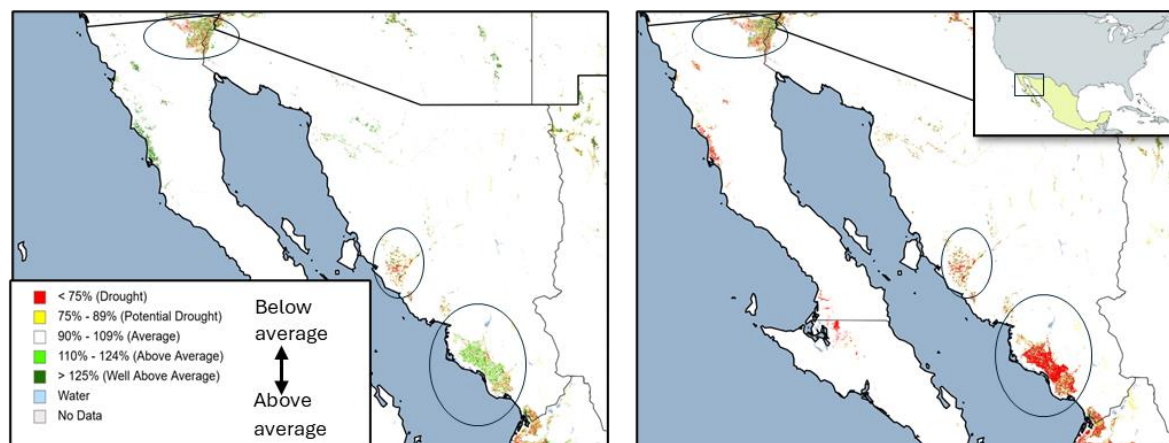 < 75% (Drought)
75% - 89% (Potential Drought)
90% - 109% (Average)
110% - 124% (Above Average)
> 125% (Well Above Average)
Water
No Data
Below
average
Above
average